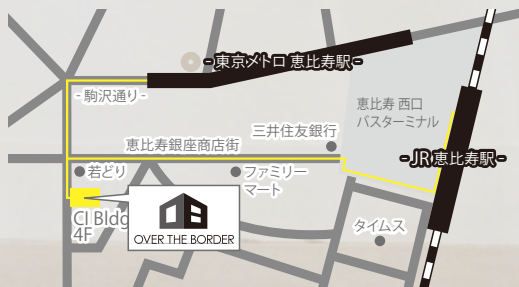 - 東京メトロ 恵比寿駅 -
- 駒沢通り -
恵比寿 西口
バスターミナル
三井住友銀行
恵比寿銀座商店街
- JR 恵比寿駅 -
若どり
ファミリー
マート
CI Bldg
4F
OVER THE BORDER
タイムス